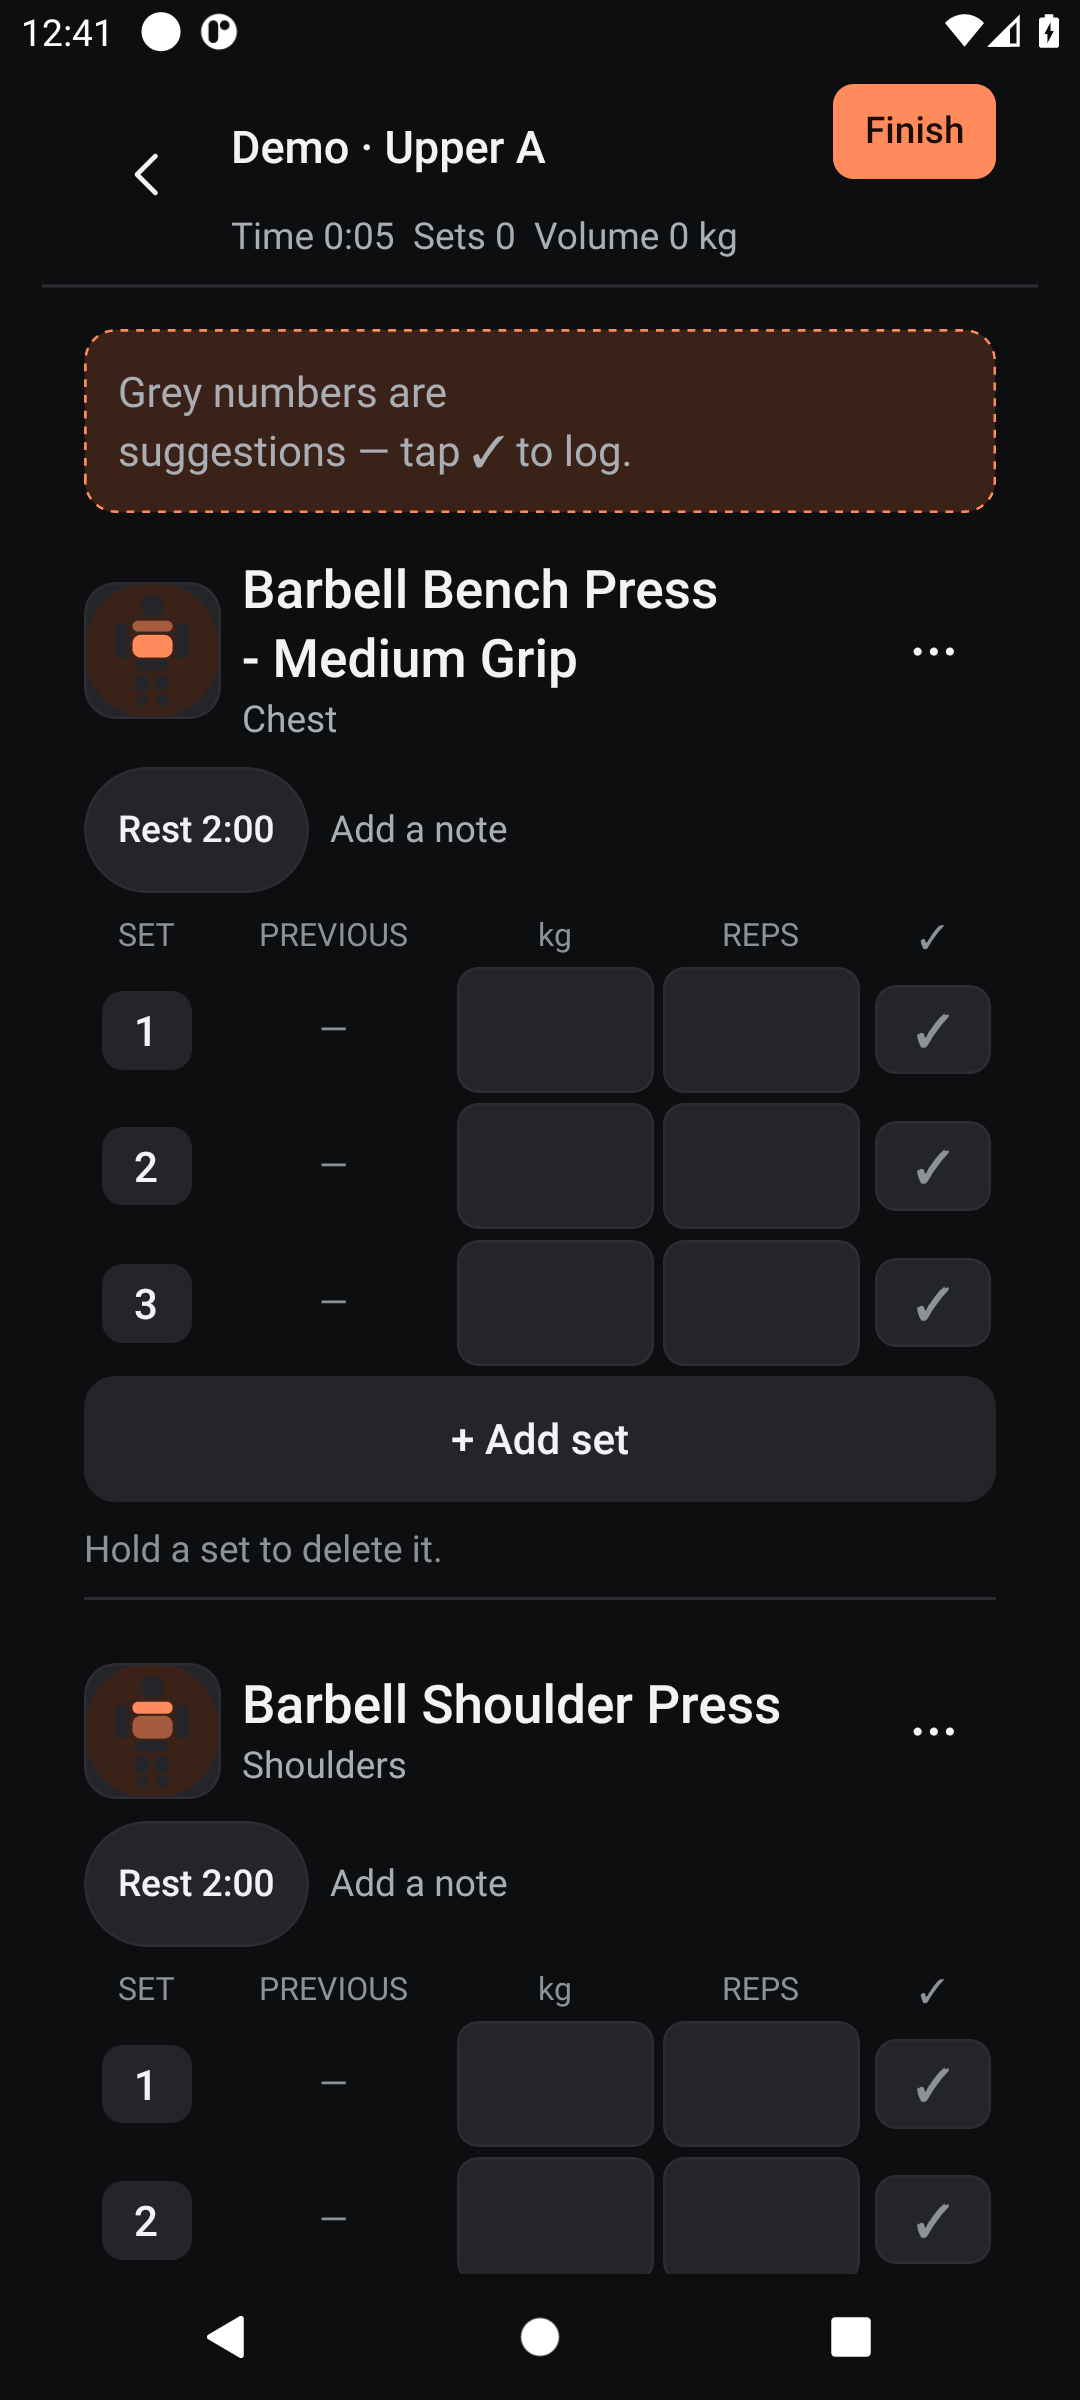 12:41
Demo · Upper A
Finish
Time 0:05 Sets 0 Volume 0 kg
Grey numbers are
suggestions — tap ✓ to log.
Barbell Bench Press
- Medium Grip
Chest
Rest 2:00 Add a note
SET PREVIOUS kg REPS ✓
1 — ✓
2 — ✓
3 — ✓
+ Add set
Hold a set to delete it.
Barbell Shoulder Press
Shoulders
Rest 2:00 Add a note
SET PREVIOUS kg REPS ✓
1 — ✓
2 — ✓